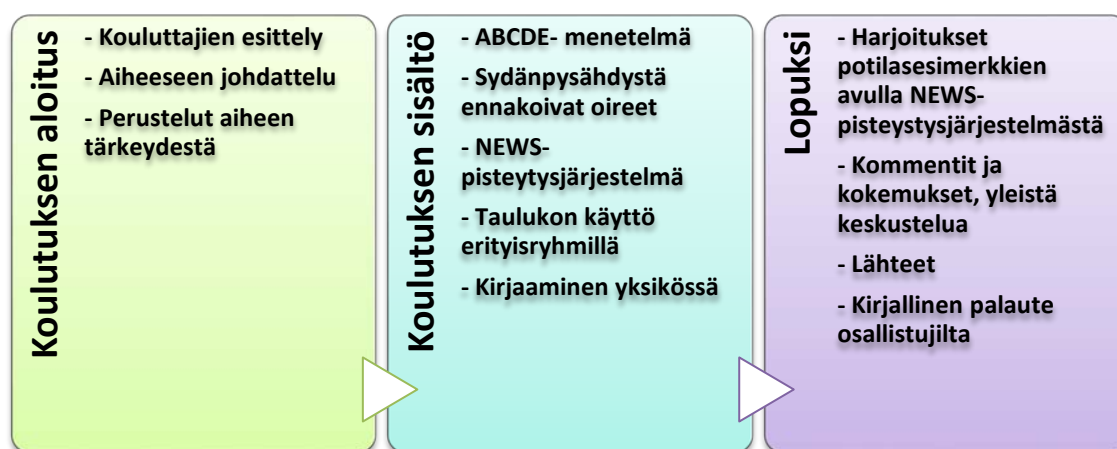 Koulutuksen aloitus
- Kouluttajien esittely
- Aiheeseen johdattelu
- Perustelut aiheen
tärkeydestä
Koulutuksen sisältö
- ABCDE- menetelmä
- Sydänpysähdystä
ennakoivat oireet
- NEWS-
pisteytysjärjestelmä
- Taulukon käyttö
erityisryhmillä
- Kirjaaminen yksikössä
Lopuksi
- Harjoitukset
potilasesimerkkien
avulla NEWS-
pisteystysjärjestelmästä
- Kommentit ja
kokemukset, yleistä
keskustelua
- Lähteet
- Kirjallinen palaute
osallistujilta